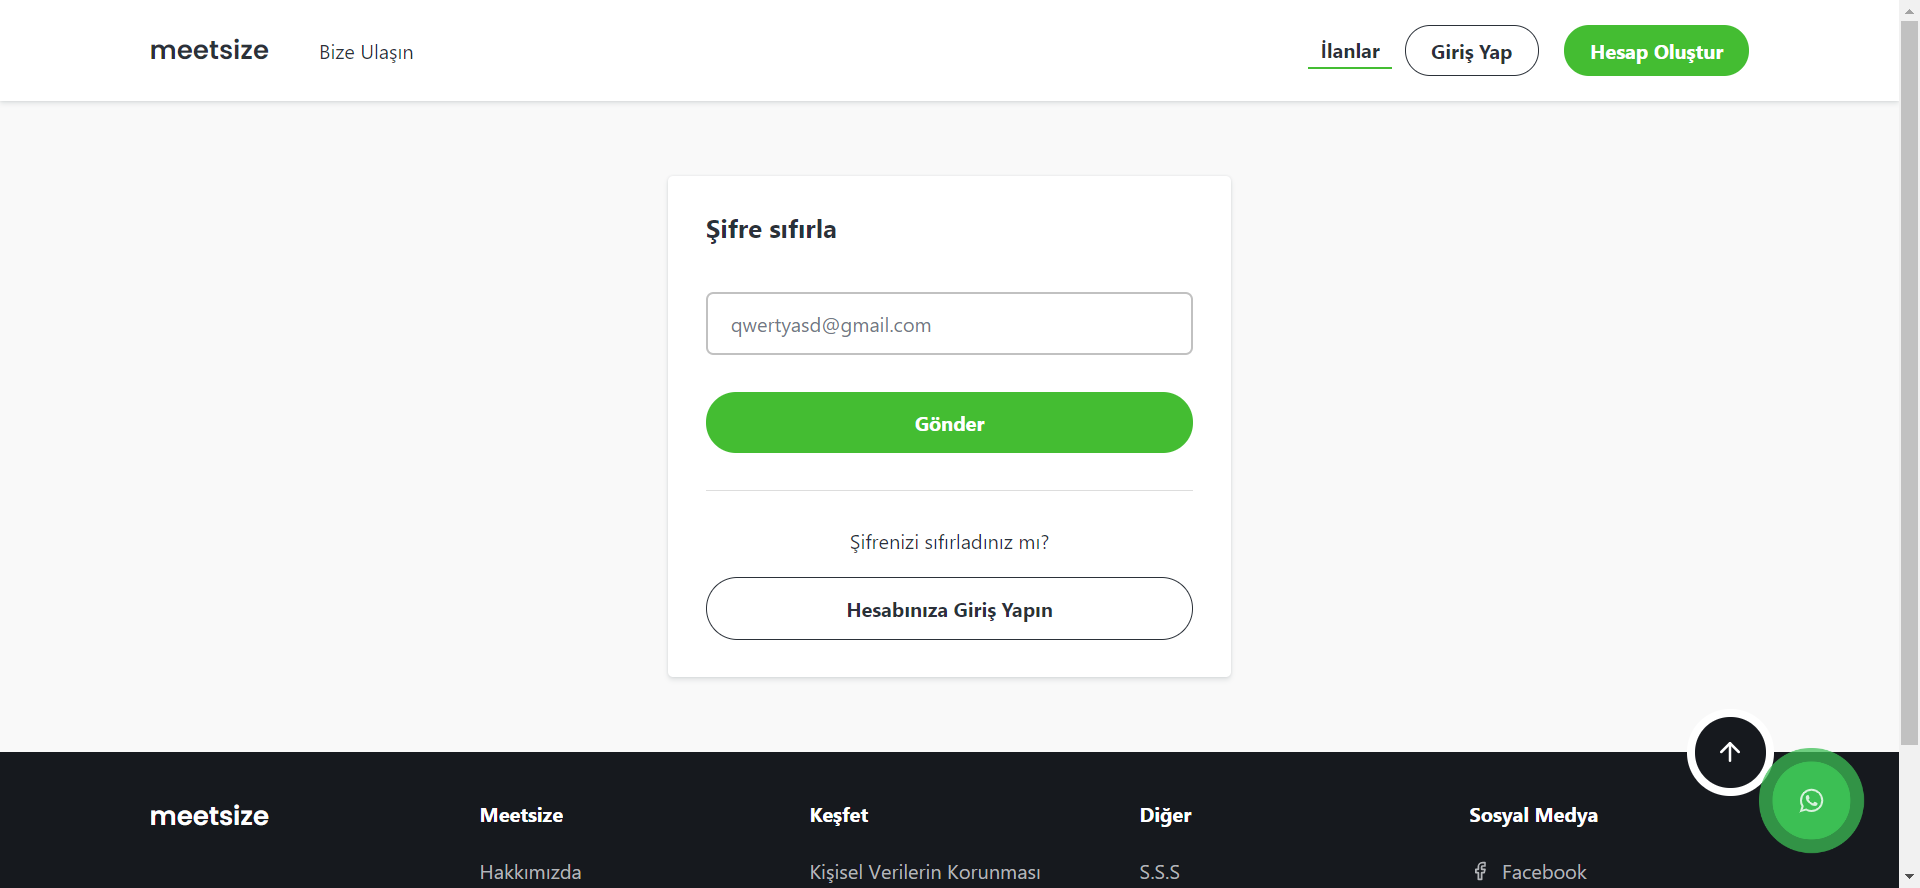 meetsize
Bize Ulaşın
İlanlar
Giriş Yap
Hesap Oluştur
Şifre sıfırla
qwertyasd@gmail.com
Gönder
Şifrenizi sıfırladınız mı?
Hesabınıza Giriş Yapın
meetsize
Meetsize
Keşfet
Diğer
Sosyal Medya
Hakkımızda
Kişisel Verilerin Korunması
S.S.S
Facebook